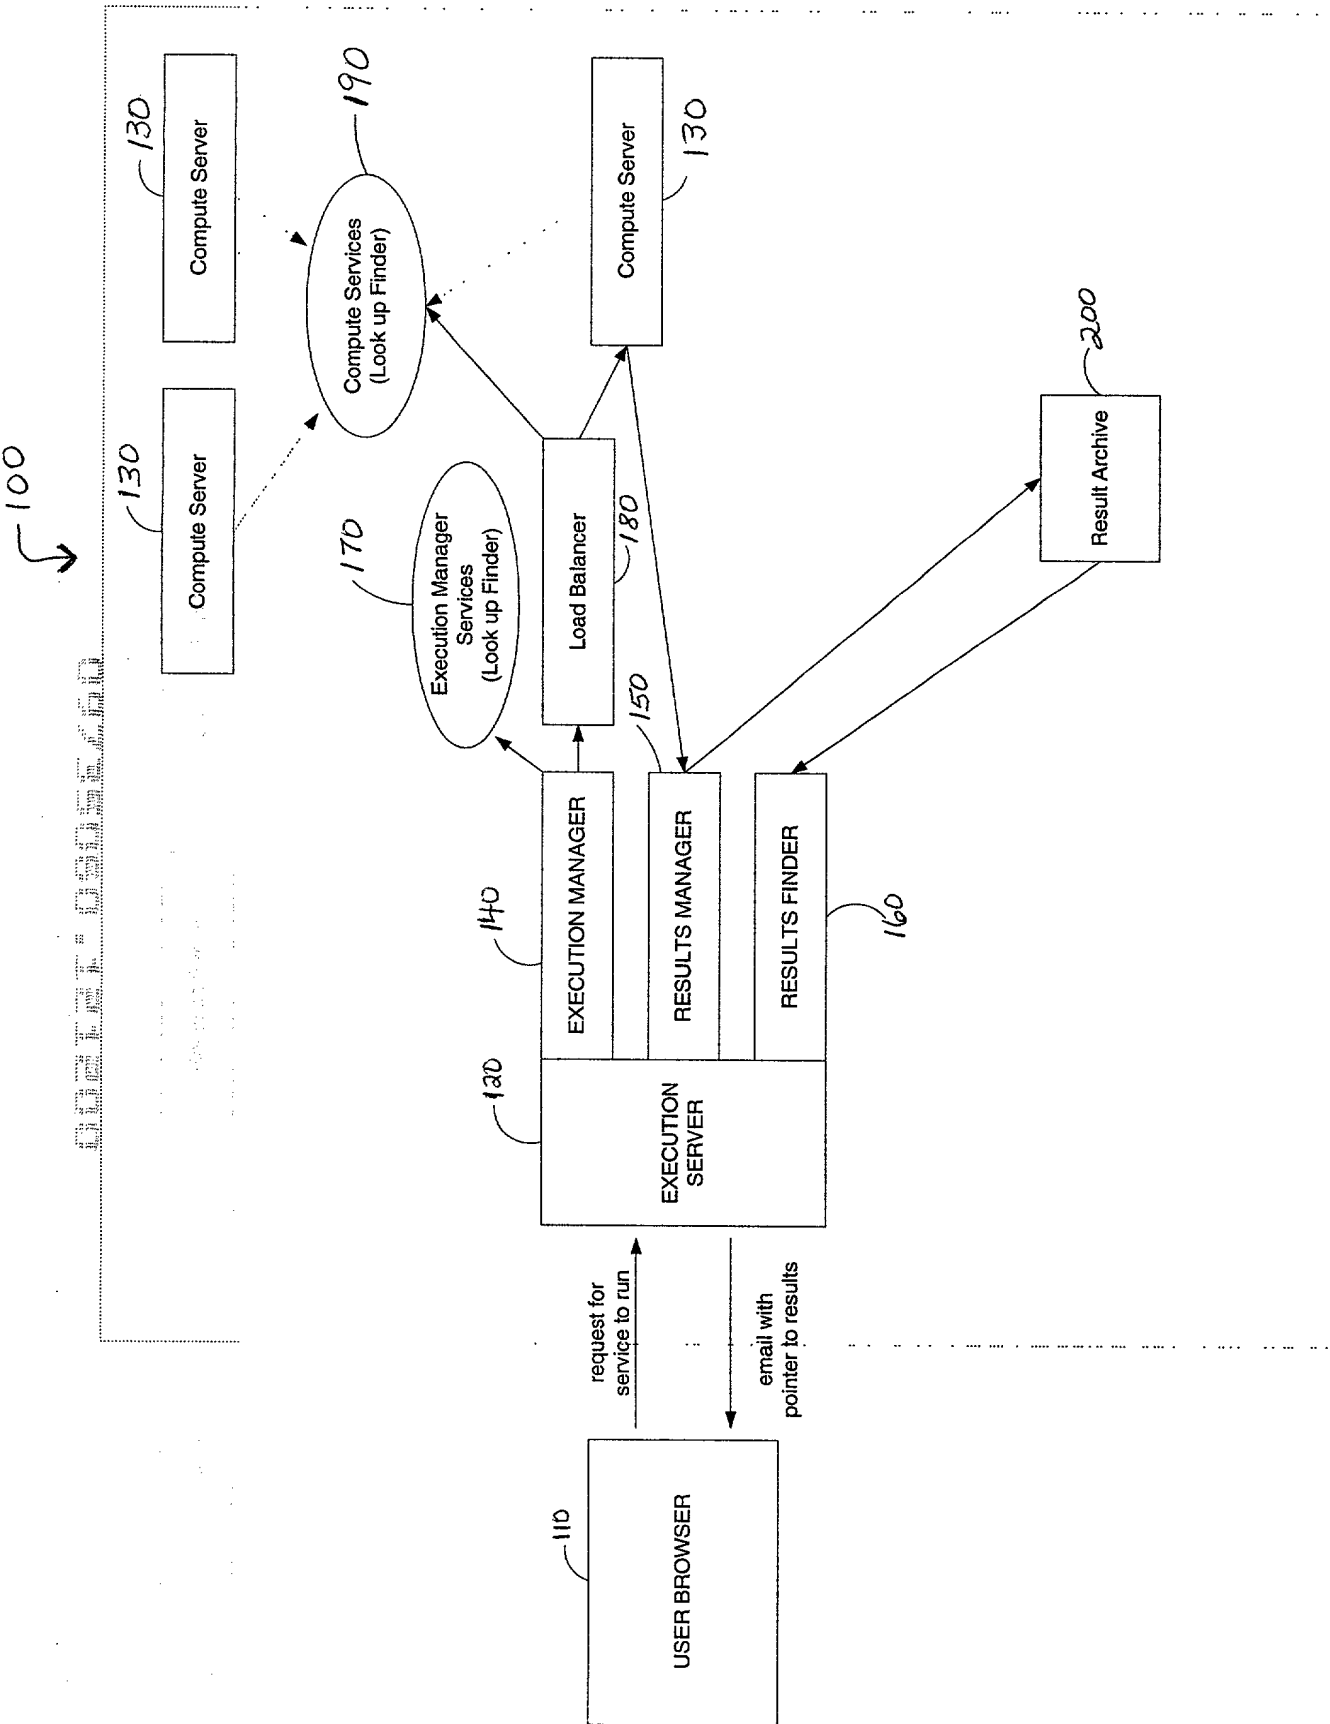 100
130
Compute Server
130
Compute Server
190
Compute Services
(Look up Finder)
170
Execution Manager
Services
(Look up Finder)
Load Balancer
180
Compute Server
130
140
EXECUTION MANAGER
150
RESULTS MANAGER
RESULTS FINDER
160
120
EXECUTION
SERVER
200
Result Archive
request for
service to run
email with
pointer to results
110
USER BROWSER